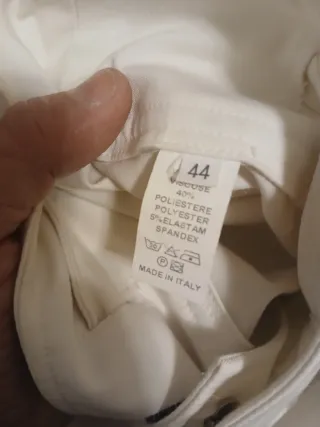 44
VISCOSE
40%
POLIESTERE
POLYESTER
5%ELASTAM
SPANDEX
P
MADE IN ITALY